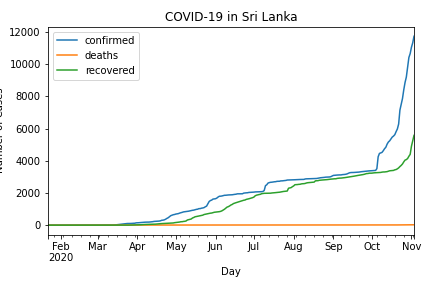 COVID-19 in Sri Lanka
12000
10000
8000
6000
4000
2000
0
confirmed
deaths
recovered
Feb Mar Apr May Jun Jul Aug Sep Oct Nov
2020
Day